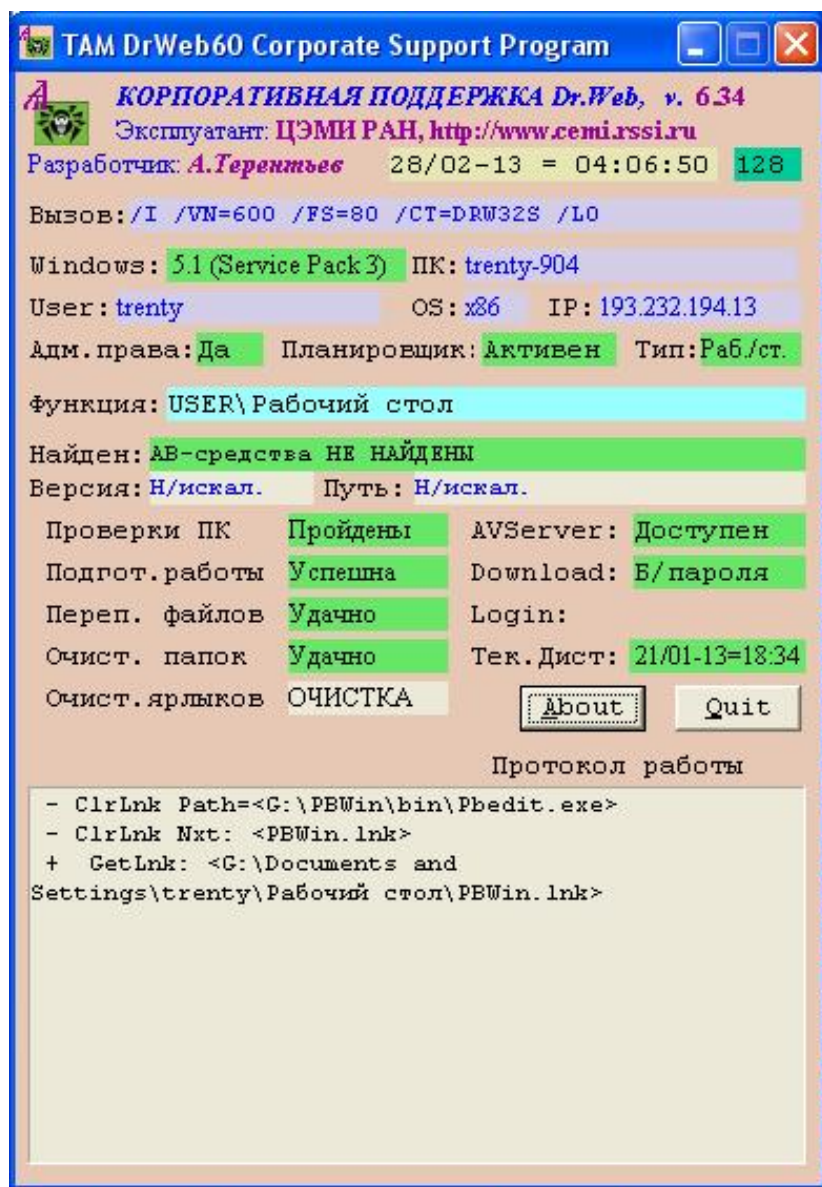 TAM DrWeb60 Corporate Support Program
КОРПОРАТИВНАЯ ПОДДЕРЖКА Dr.Web, v. 6.34
Эксплуатант: ЦЭМИ РАН, http://www.cemi.rssi.ru
Разработчик: А.Терентьев 28/02-13 = 04:06:50 128
Вызов: /I /VN=600 /FS=80 /CT=DRW32S /L0
Windows: 5.1 (Service Pack 3) ПК: trenty-904
User: trenty OS: x86 IP: 193.232.194.13
Адм.права: Да Планировщик: Активен Тип: Раб./ст.
Функция: USER\Рабочий стол
Найден: АВ-средства НЕ НАЙДЕНЫ
Версия: Н/искал. Путь: Н/искал.
Проверки ПК Пройдены AVServer: Доступен
Подгот.работы Успешна Download: Б/пароля
Переп. файлов Удачно Login:
Очист. папок Удачно Тек.Дист: 21/01-13=18:34
Очист.ярлыков ОЧИСТКА About Quit
Протокол работы
- ClrLnk Path=<G:\PBWin\bin\Pbedit.exe>
- ClrLnk Nxt: <PBWin.lnk>
+ GetLnk: <G:\Documents and
Settings\trenty\Рабочий стол\PBWin.lnk>